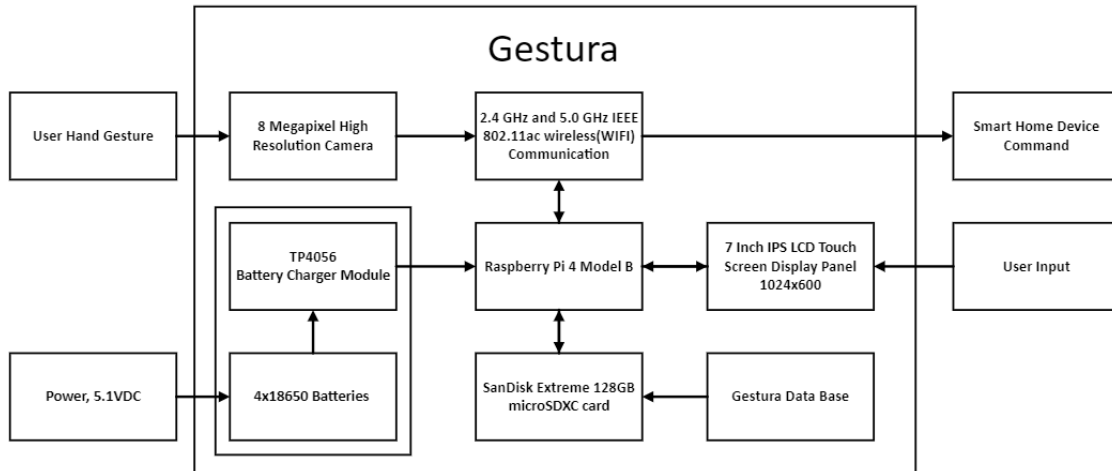 Gestura
User Hand Gesture
8 Megapixel High
Resolution Camera
2.4 GHz and 5.0 GHz IEEE
802.11ac wireless(WIFI)
Communication
Smart Home Device
Command
TP4056
Battery Charger Module
Raspberry Pi 4 Model B
7 Inch IPS LCD Touch
Screen Display Panel
1024x600
User Input
Power, 5.1VDC
4x18650 Batteries
SanDisk Extreme 128GB
microSDXC card
Gestura Data Base